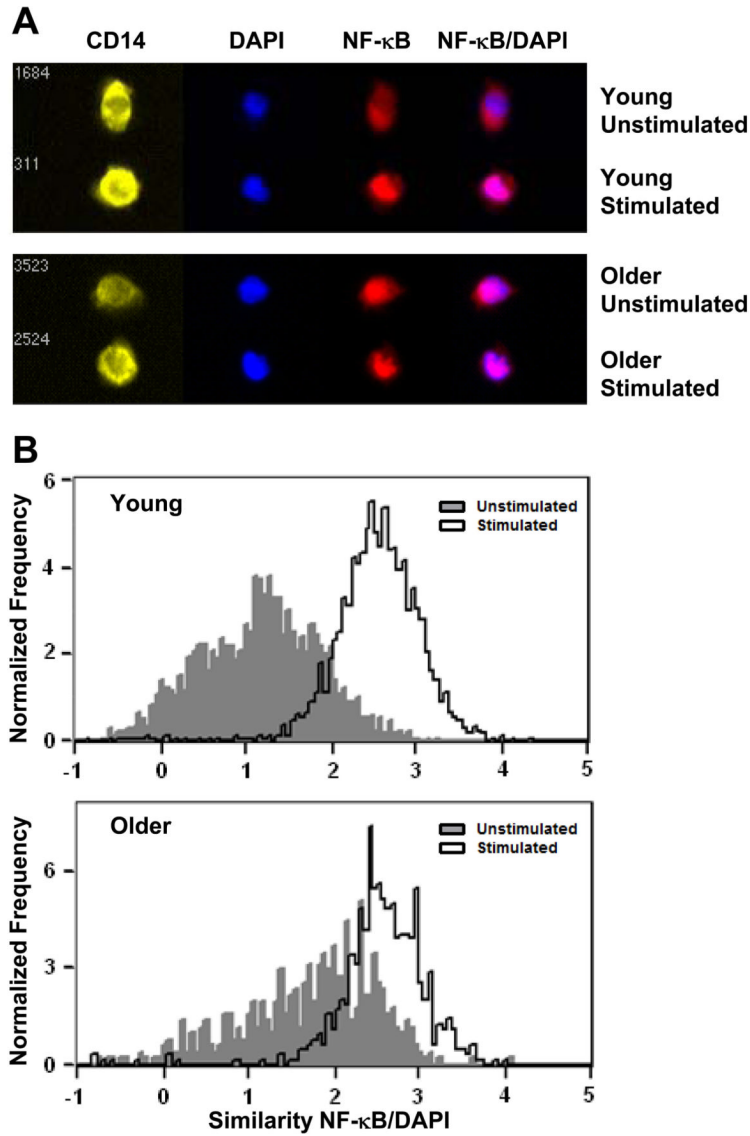 A
CD14 DAPI NF-κB NF-κB/DAPI
1684
Young
Unstimulated
311
Young
Stimulated
3523
Older
Unstimulated
2524
Older
Stimulated
B
Normalized Frequency
6
4
2
0
Young
Unstimulated
Stimulated
-1 0 1 2 3 4 5
Normalized Frequency
6
3
0
Older
Unstimulated
Stimulated
-1 0 1 2 3 4 5
Similarity NF-κB/DAPI